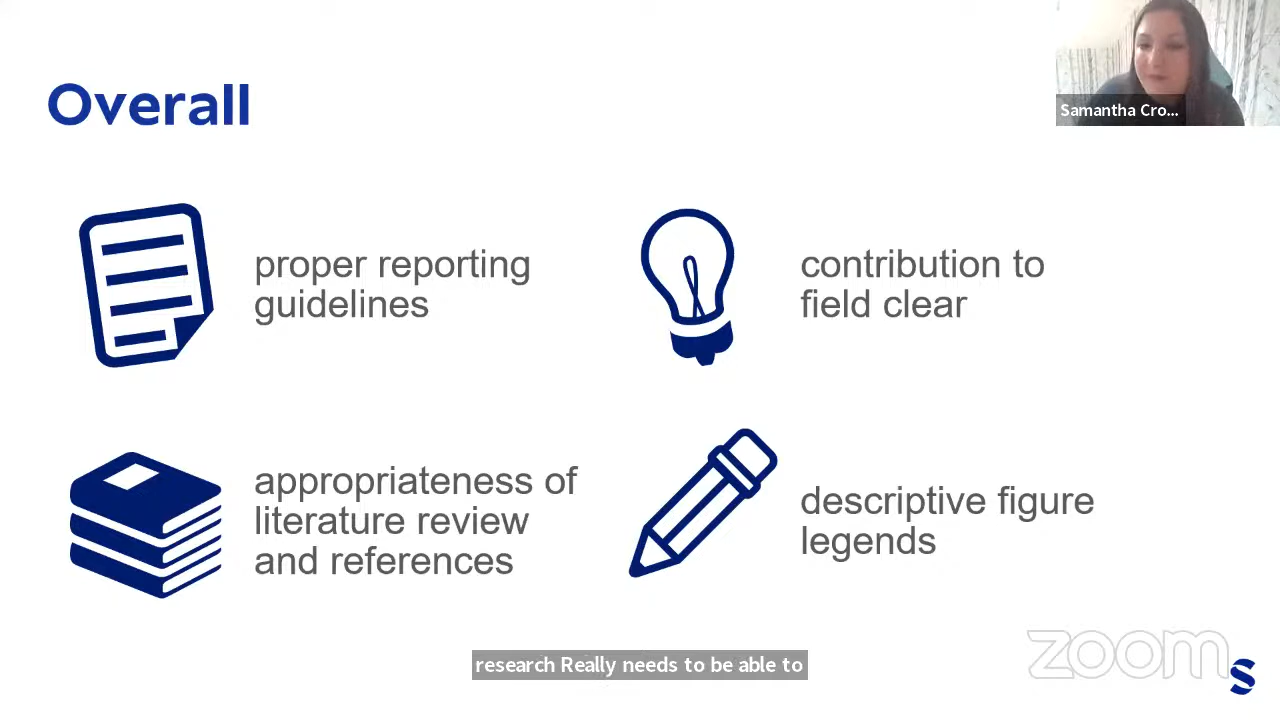 Overall
Samantha Cro...
proper reporting
guidelines
contribution to
field clear
appropriateness of
literature review
and references
descriptive figure
legends
research Really needs to be able to
zoom
S